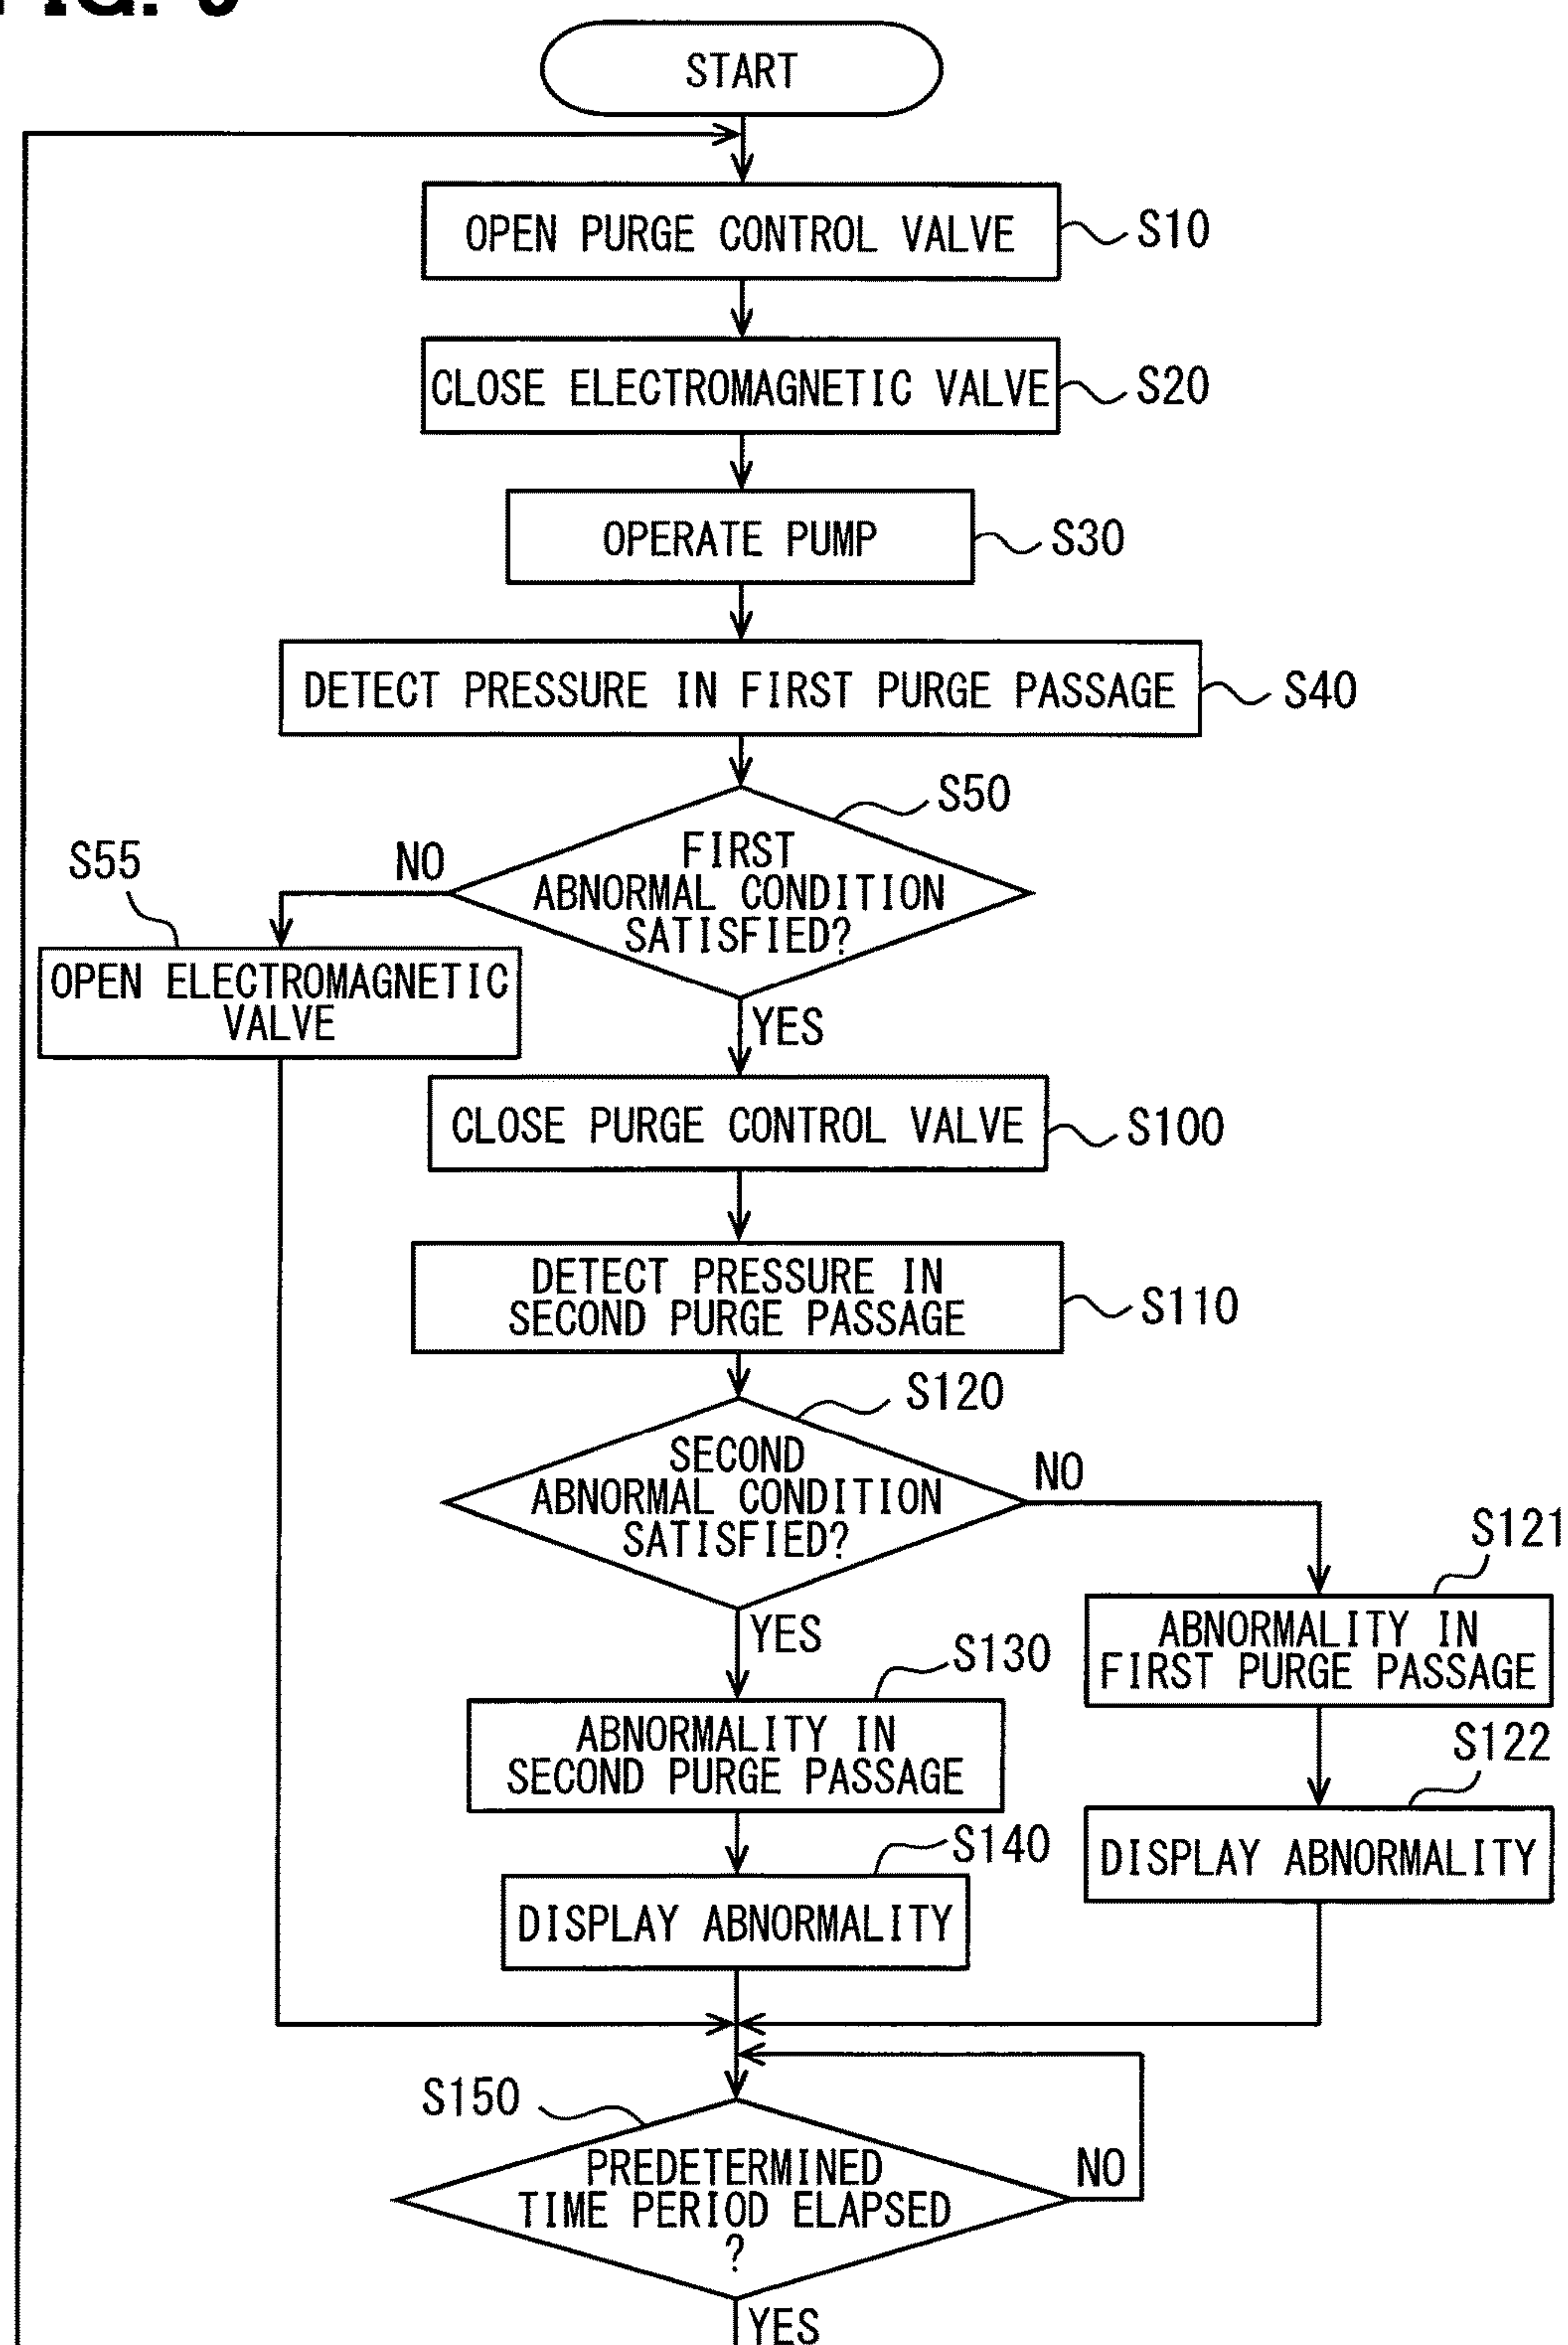 FIG.
START
OPEN PURGE CONTROL VALVE
S10
CLOSE ELECTROMAGNETIC VALVE
S20
OPERATE PUMP
S30
DETECT PRESSURE IN FIRST PURGE PASSAGE
S40
S50
FIRST
ABNORMAL CONDITION
SATISFIED?
NO
S55
OPEN ELECTROMAGNETIC
VALVE
YES
CLOSE PURGE CONTROL VALVE
S100
DETECT PRESSURE IN
SECOND PURGE PASSAGE
S110
S120
SECOND
ABNORMAL CONDITION
SATISFIED?
NO
S121
ABNORMALITY IN
FIRST PURGE PASSAGE
YES
S130
ABNORMALITY IN
SECOND PURGE PASSAGE
S122
DISPLAY ABNORMALITY
S140
DISPLAY ABNORMALITY
S150
PREDETERMINED
TIME PERIOD ELAPSED
?
NO
YES